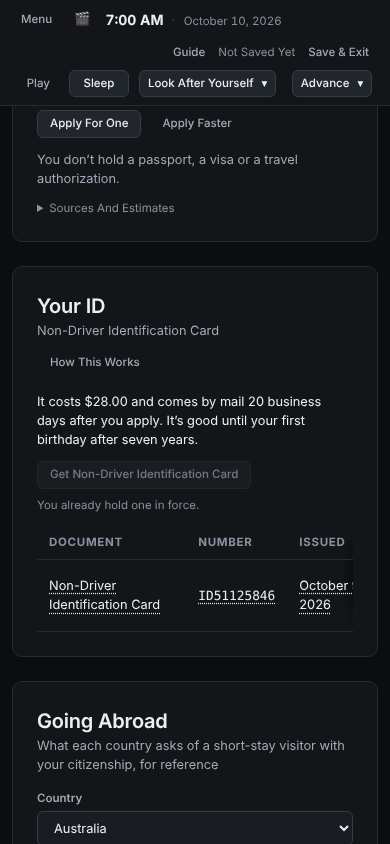 Menu 🎬 7:00 AM · October 10, 2026
Guide Not Saved Yet Save & Exit
Play Sleep Look After Yourself ▾ Advance ▾
Apply For One Apply Faster
You don’t hold a passport, a visa or a travel
authorization.
▶ Sources And Estimates
Your ID
Non-Driver Identification Card
How This Works
It costs $28.00 and comes by mail 20 business
days after you apply. It’s good until your first
birthday after seven years.
Get Non-Driver Identification Card
You already hold one in force.
DOCUMENT NUMBER ISSUED
Non-Driver
Identification Card
ID51125846
October
2026
Going Abroad
What each country asks of a short-stay visitor with
your citizenship, for reference
Country
Australia